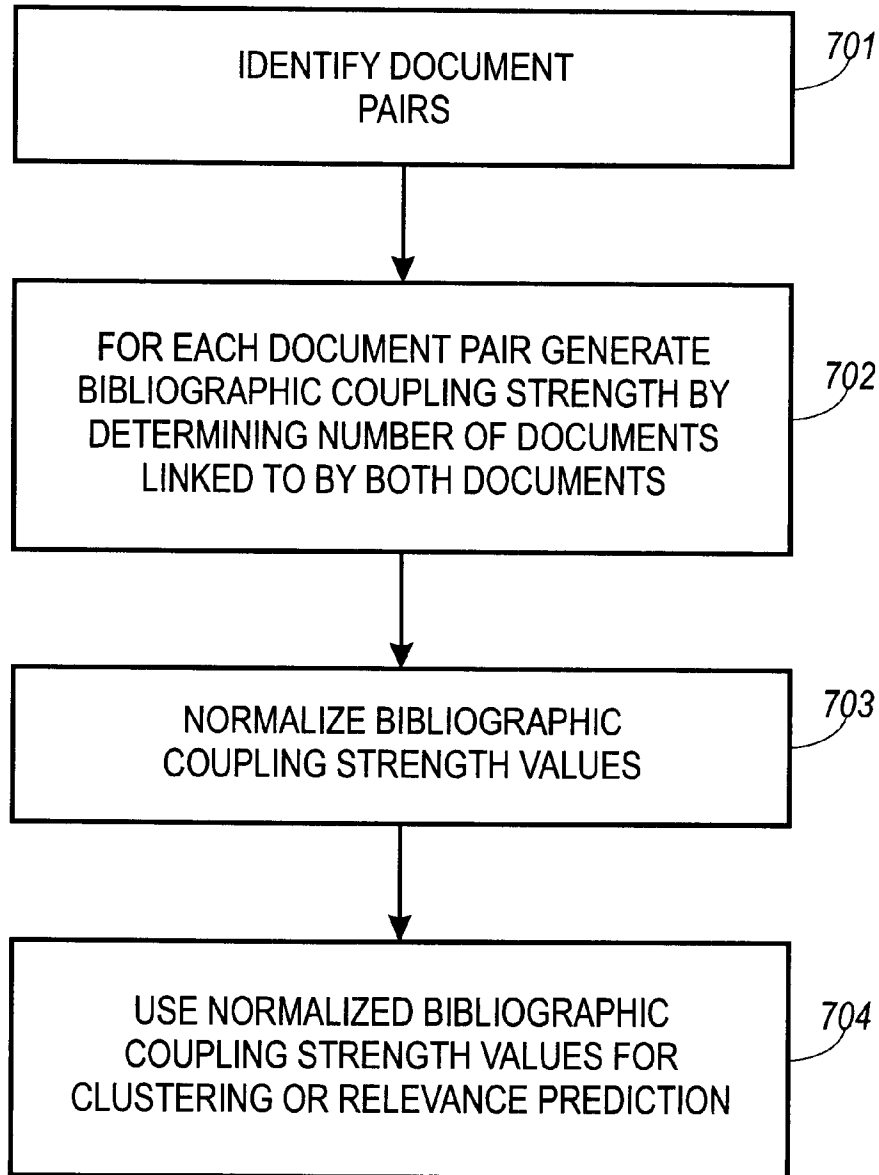 IDENTIFY DOCUMENT
PAIRS
701
FOR EACH DOCUMENT PAIR GENERATE
BIBLIOGRAPHIC COUPLING STRENGTH BY
DETERMINING NUMBER OF DOCUMENTS
LINKED TO BY BOTH DOCUMENTS
702
NORMALIZE BIBLIOGRAPHIC
COUPLING STRENGTH VALUES
703
USE NORMALIZED BIBLIOGRAPHIC
COUPLING STRENGTH VALUES FOR
CLUSTERING OR RELEVANCE PREDICTION
704